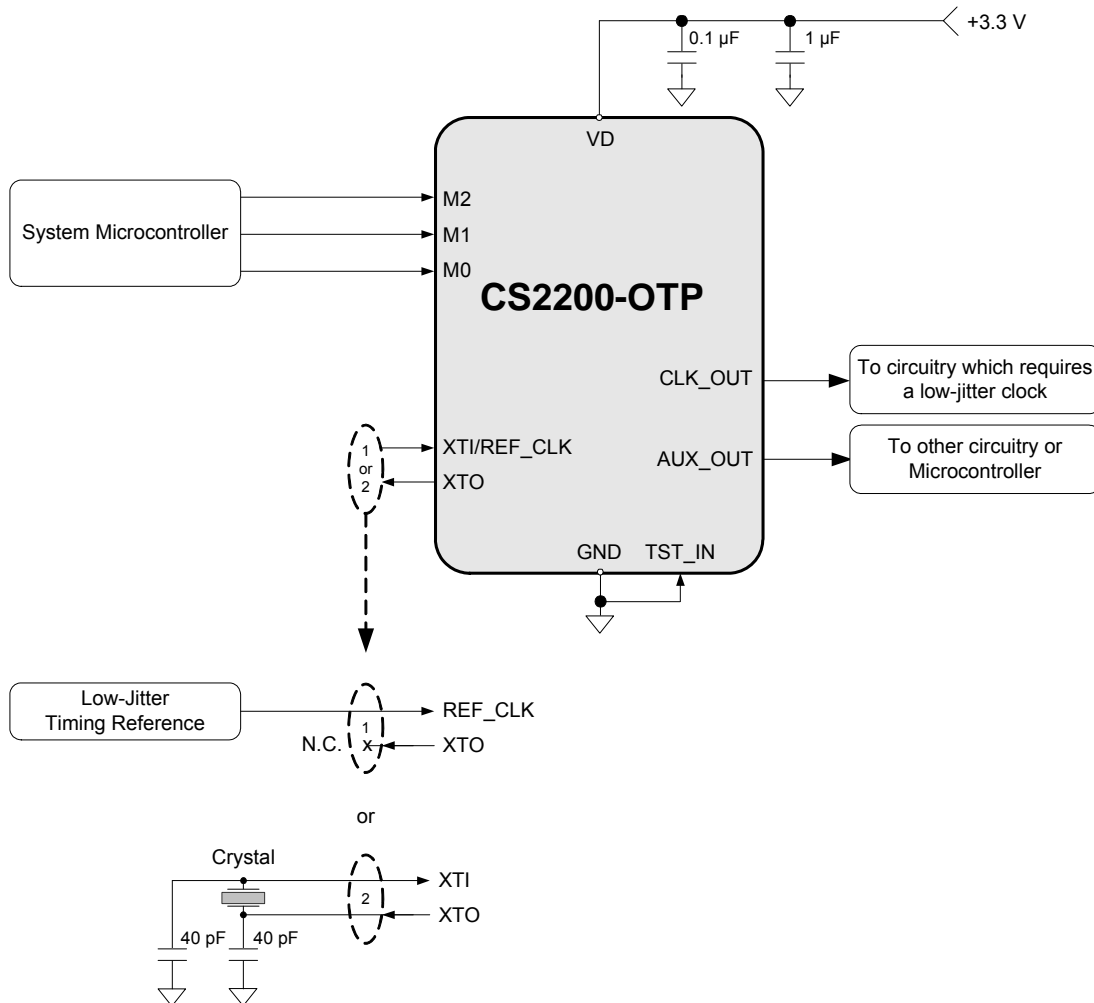 +3.3 V
0.1 µF
1 µF
VD
System Microcontroller
M2
M1
M0
CS2200-OTP
CLK_OUT
To circuitry which requires
a low-jitter clock
XTI/REF_CLK
1
or
2
XTO
AUX_OUT
To other circuitry or
Microcontroller
GND
TST_IN
Low-Jitter
Timing Reference
1
REF_CLK
N.C.
x
XTO
or
Crystal
XTI
2
XTO
40 pF
40 pF